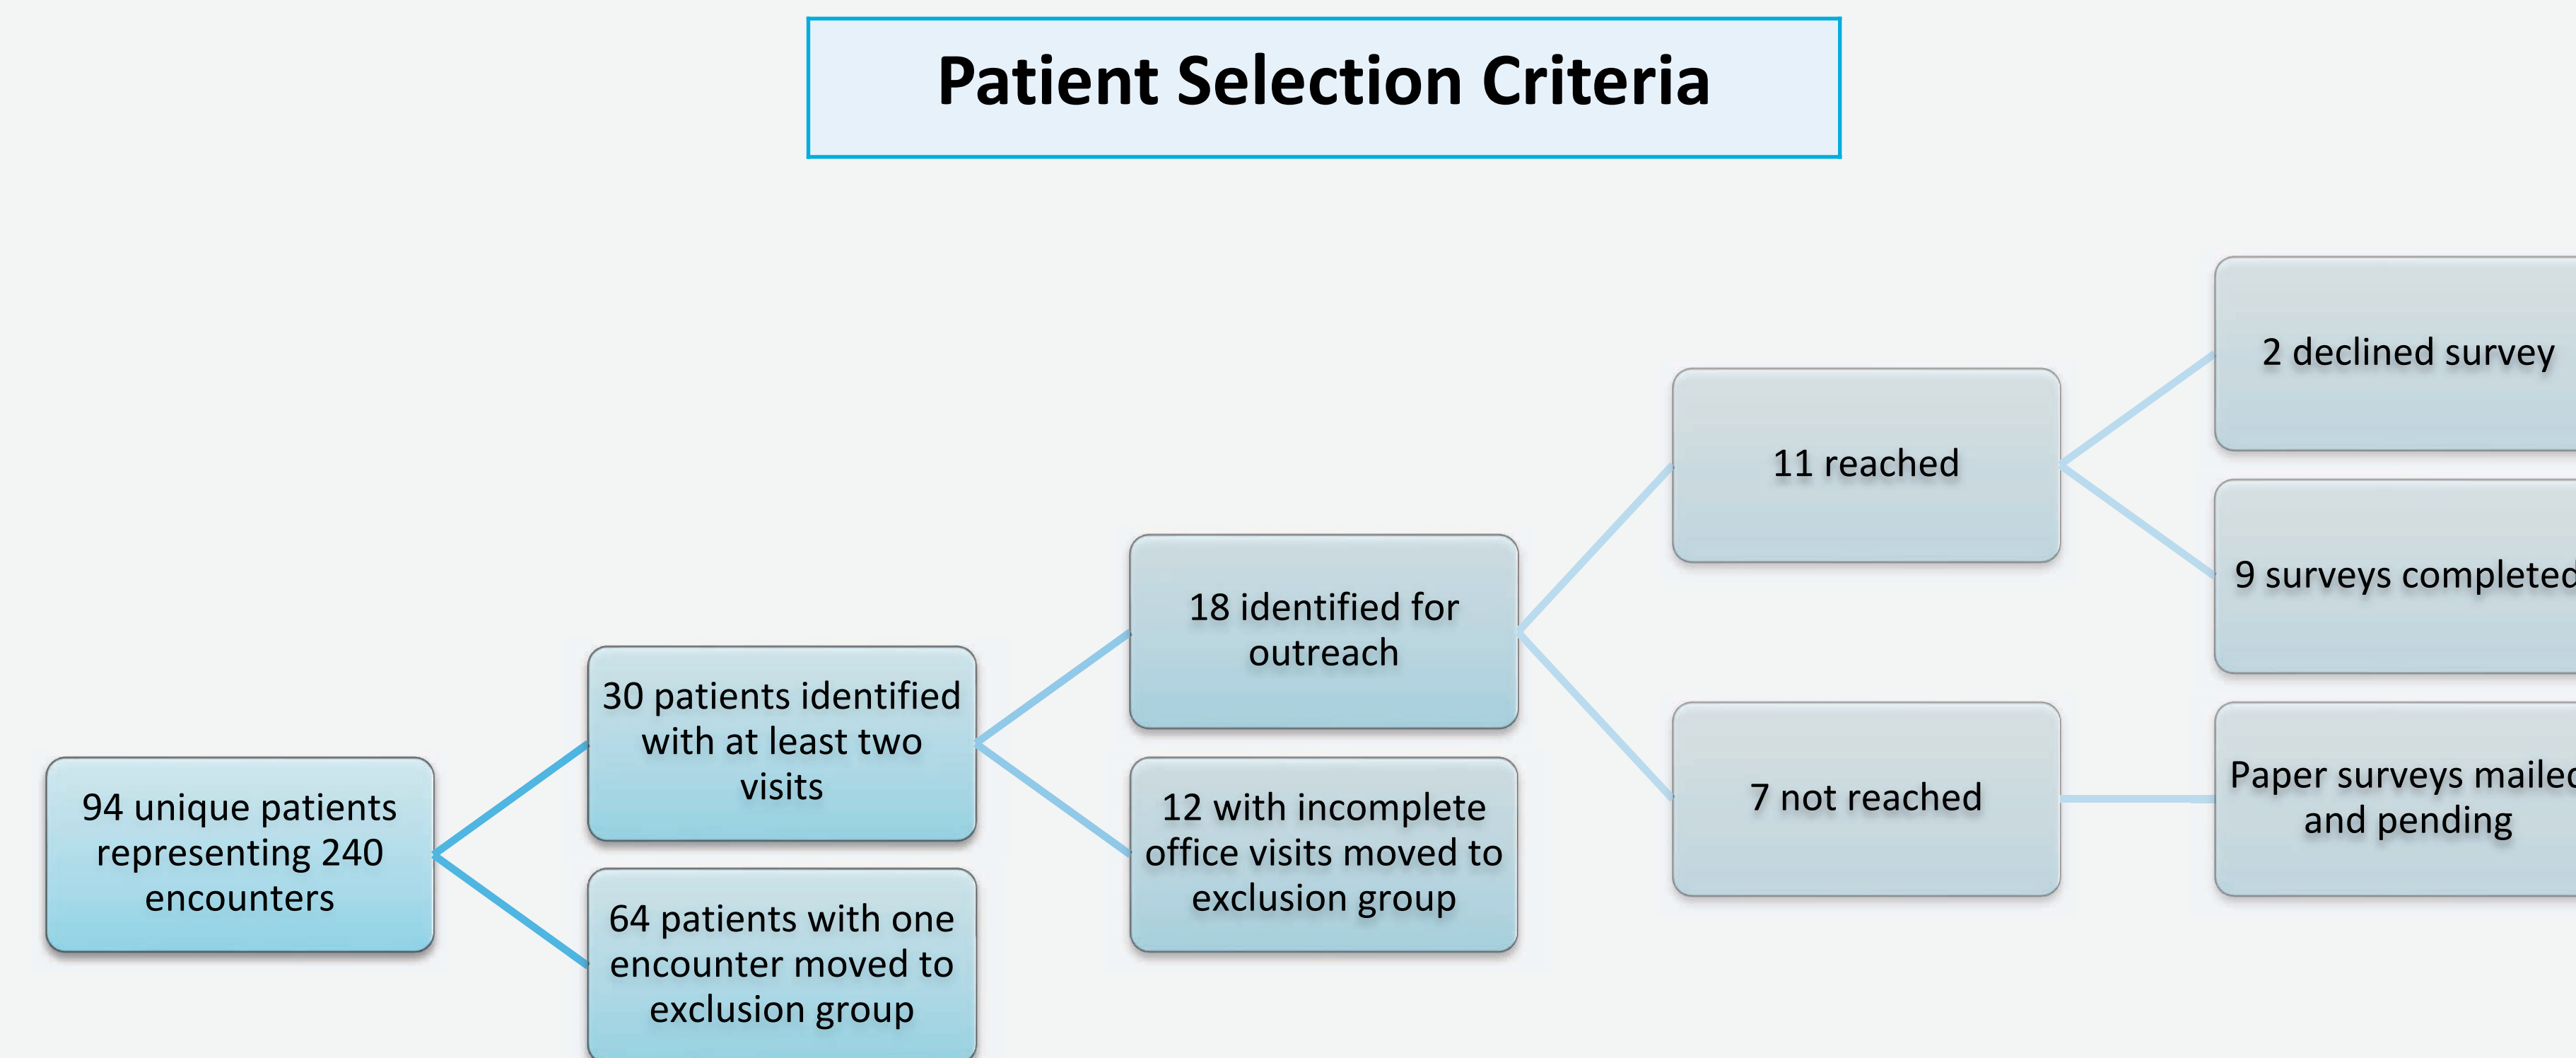 Patient Selection Criteria
94 unique patients
representing 240
encounters
30 patients identified
with at least two
visits
64 patients with one
encounter moved to
exclusion group
18 identified for
outreach
12 with incomplete
office visits moved to
exclusion group
11 reached
7 not reached
2 declined survey
9 surveys completed
Paper surveys mailed
and pending